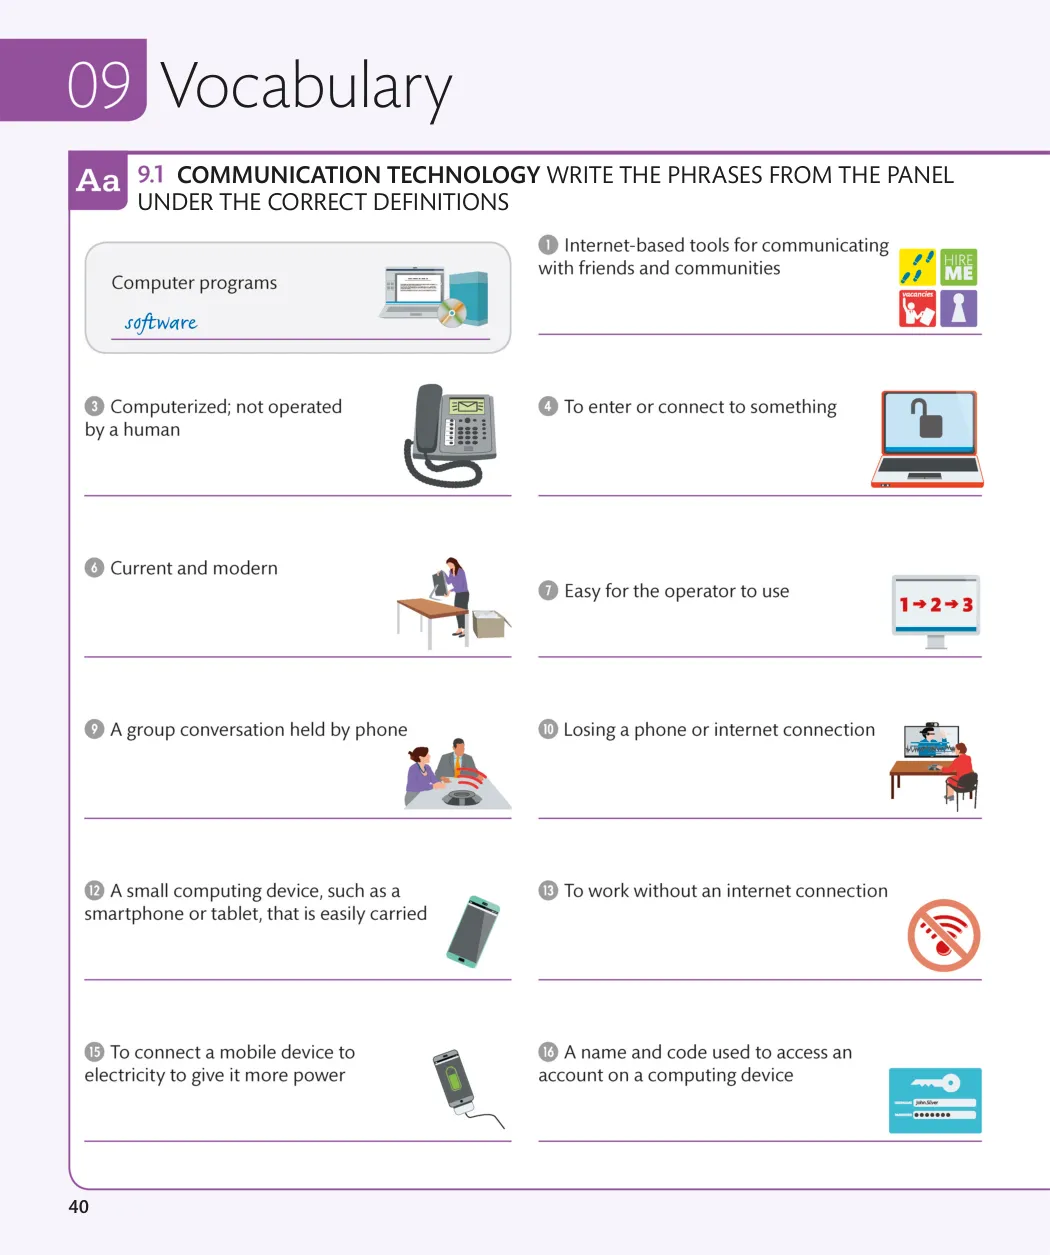 09 Vocabulary
Aa
9.1 COMMUNICATION TECHNOLOGY WRITE THE PHRASES FROM THE PANEL
UNDER THE CORRECT DEFINITIONS
Computer programs
software
1 Internet-based tools for communicating
with friends and communities
HIRE
ME
vacancies
3 Computerized; not operated
by a human
4 To enter or connect to something
6 Current and modern
7 Easy for the operator to use
1 → 2 → 3
9 A group conversation held by phone
10 Losing a phone or internet connection
12 A small computing device, such as a
smartphone or tablet, that is easily carried
13 To work without an internet connection
15 To connect a mobile device to
electricity to give it more power
16 A name and code used to access an
account on a computing device
John Silver
40